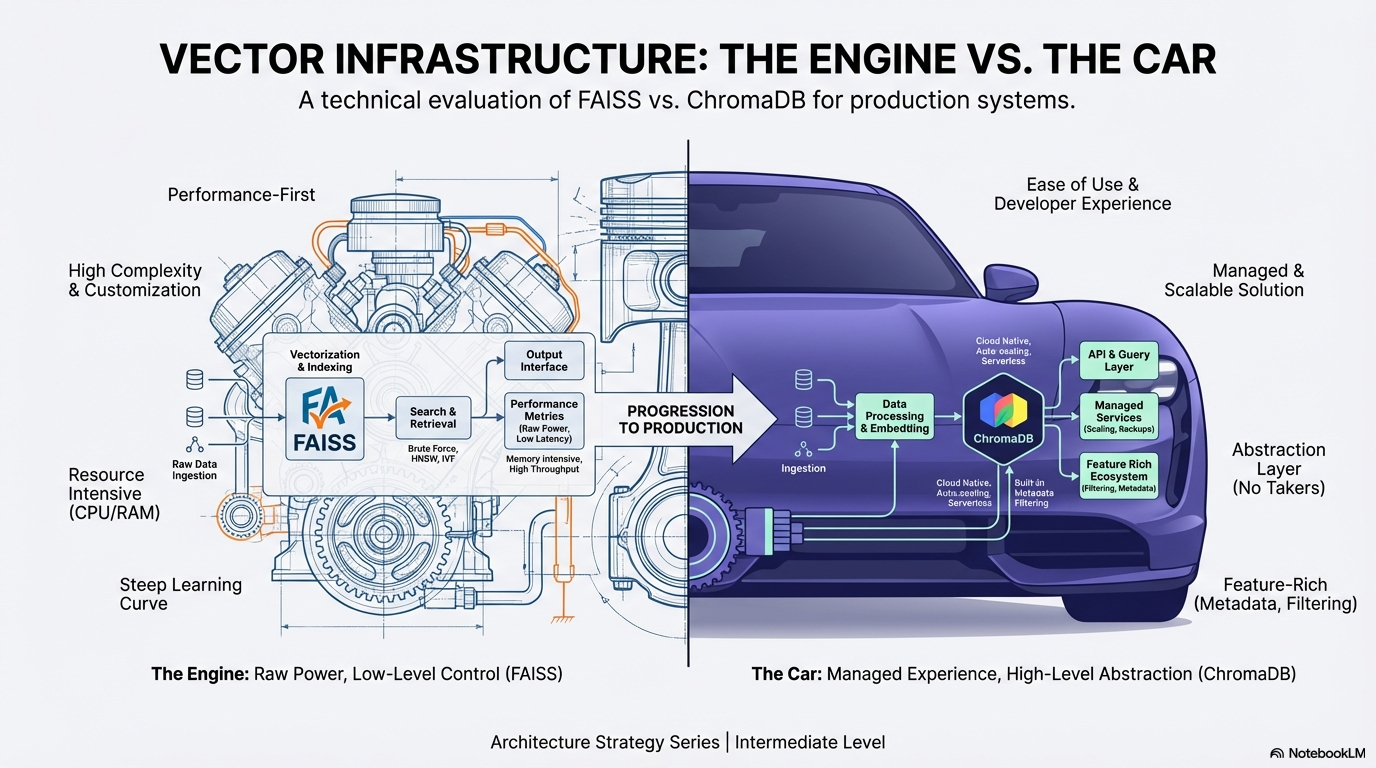 VECTOR INFRASTRUCTURE: THE ENGINE VS. THE CAR
A technical evaluation of FAISS vs. ChromaDB for production systems.
Performance-First
High Complexity
& Customization
Resource
Intensive
(CPU/RAM)
Steep Learning
Curve
Raw Data
Ingestion
Vectorization
& Indexing
FA
FAISS
Search &
Retrieval
Brute Force,
HNSW, IVF
Output
Interface
Performance
Metrics
(Raw Power,
Low Latency)
Memory intensive,
High Throughput
PROGRESSION
TO PRODUCTION
Ingestion
Data
Processing
& Embedding
Cloud Native,
Serverless
ChromaDB
Cloud Native.
Serverless
Built in
Metadata
Filtering
API & Guery
Layer
Managed
Services
(Scaling, Rackups)
Feature Rich
Ecosystem
(Filtering, Metadata)
Ease of Use &
Developer Experience
Managed &
Scalable Solution
Abstraction
Layer
(No Takers)
Feature-Rich
(Metadata, Filtering)
The Engine: Raw Power, Low-Level Control (FAISS)
The Car: Managed Experience, High-Level Abstraction (ChromaDB)
Architecture Strategy Series | Intermediate Level
NotebookLM